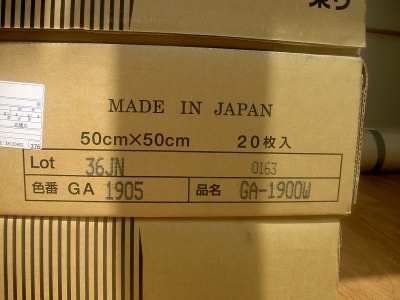 MADE IN JAPAN
50cm×50cm 20枚入
Lot 36JN 0163
色番 GA 1905 品名 GA-1900W
376